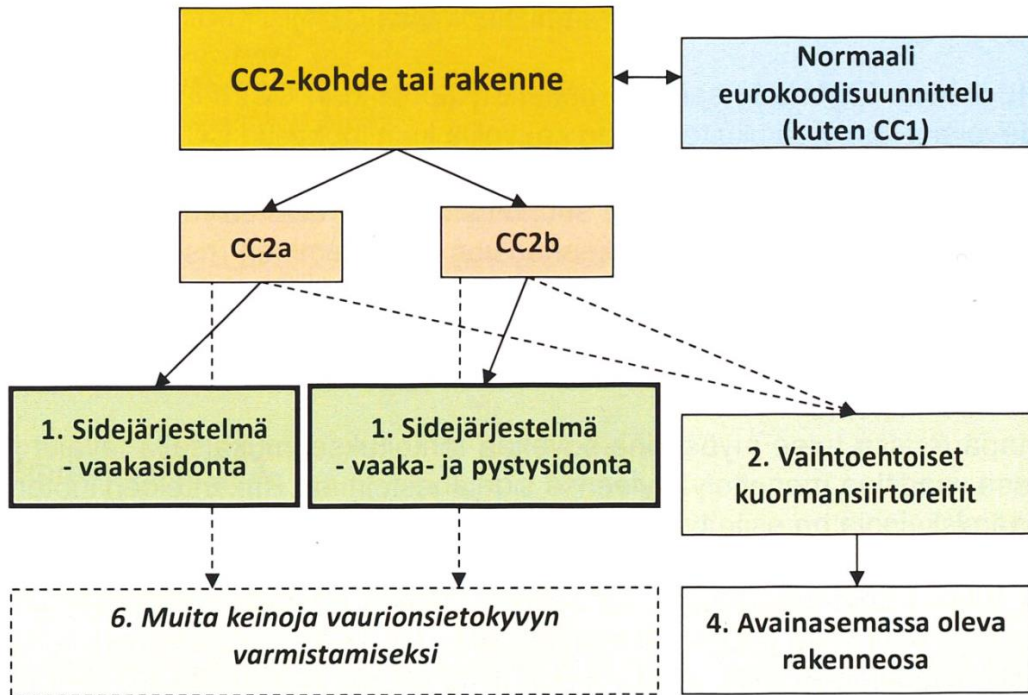 CC2-kohde tai rakenne
Normaali
eurokoodisuunnittelu
(kuten CC1)
CC2a
CC2b
1. Sidejärjestelmä
- vaakasidonta
1. Sidejärjestelmä
- vaaka- ja pystysidonta
2. Vaihtoehtoiset
kuormansiirtoreitit
6. Muita keinoja vaurionsietokyvyn
varmistamiseksi
4. Avainasemassa oleva
rakenneosa